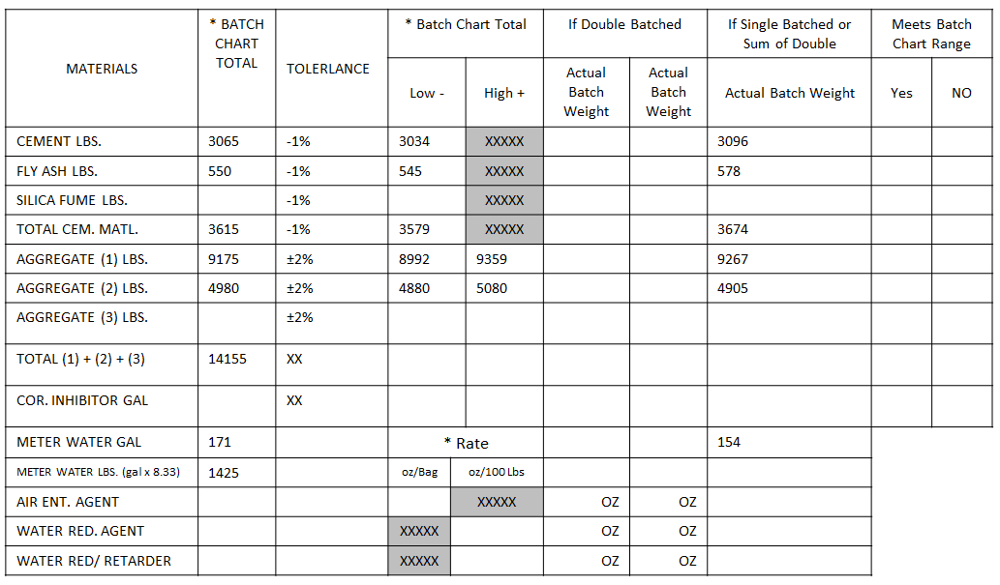 MATERIALS
* BATCH
CHART
TOTAL
TOLERLANCE
* Batch Chart Total
If Double Batched
If Single Batched or
Sum of Double
Meets Batch
Chart Range
Low -
High +
Actual
Batch
Weight
Actual
Batch
Weight
Actual Batch Weight
Yes
NO
CEMENT LBS. 3065 -1% 3034 XXXXX 3096
FLY ASH LBS. 550 -1% 545 XXXXX 578
SILICA FUME LBS. -1% XXXXX
TOTAL CEM. MATL. 3615 -1% 3579 XXXXX 3674
AGGREGATE (1) LBS. 9175 ±2% 8992 9359 9267
AGGREGATE (2) LBS. 4980 ±2% 4880 5080 4905
AGGREGATE (3) LBS. ±2%
TOTAL (1) + (2) + (3) 14155 XX
COR. INHIBITOR GAL XX
METER WATER GAL 171 * Rate 154
METER WATER LBS. (gal x 8.33) 1425 oz/Bag oz/100 Lbs
AIR ENT. AGENT XXXXX OZ OZ
WATER RED. AGENT XXXXX OZ OZ
WATER RED/ RETARDER XXXXX OZ OZ